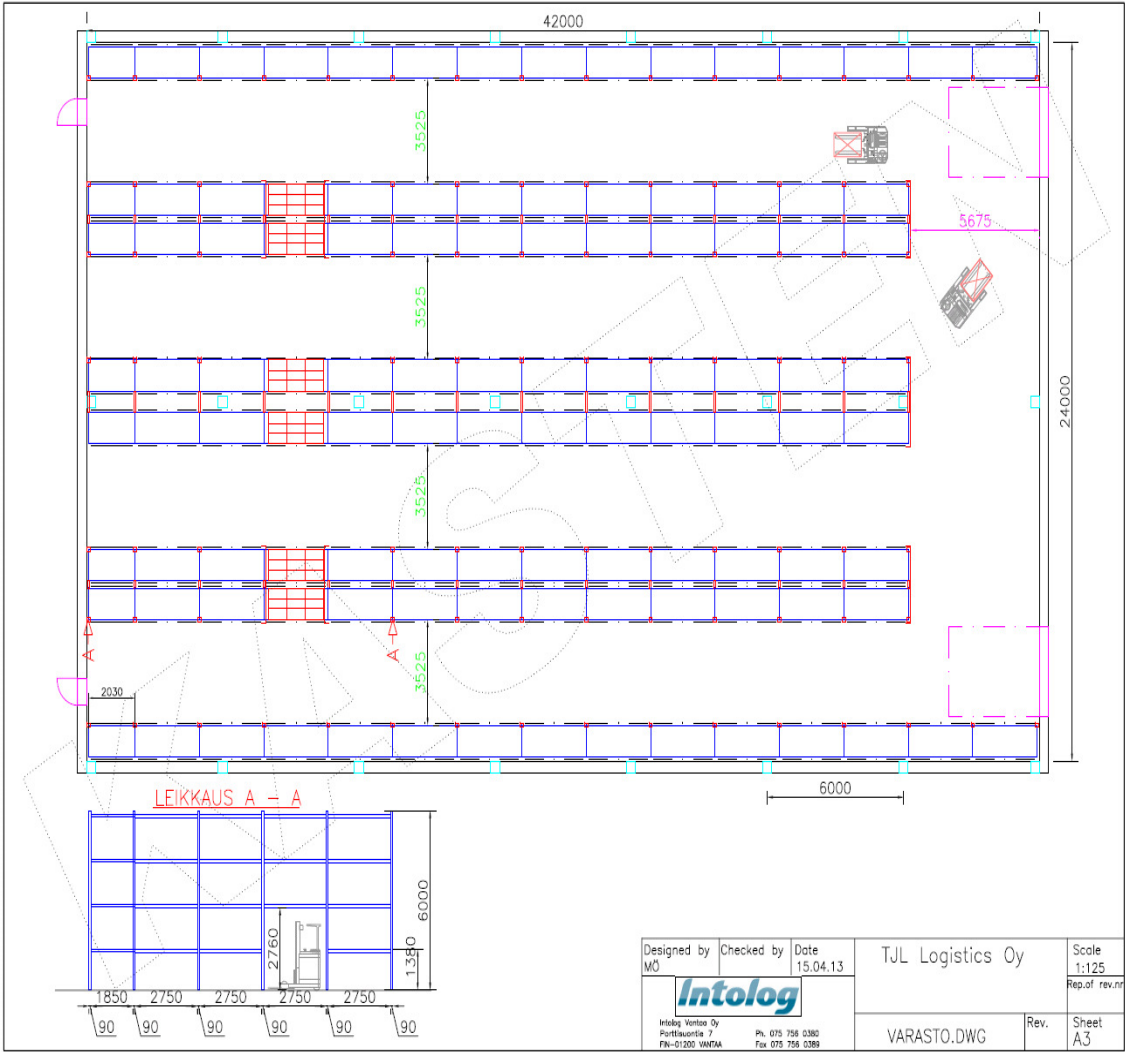 42000
3525
5675
3525
24000
3525
A
A
3525
2030
6000
LEIKKAUS A - A
6000
2760
1380
1850 2750 2750 2750 2750
90 90 90 90 90 90
MASTER
Designed by
MÖ
Checked by
Date
15.04.13
TJL Logistics Oy
Scale
1:125
Rep.of rev.nr
Intolog
Intolog Vantaa Oy
Porttisuontie 7
FIN-01200 VANTAA
Ph. 075 756 0380
Fax 075 756 0389
VARASTO.DWG
Rev.
Sheet
A3